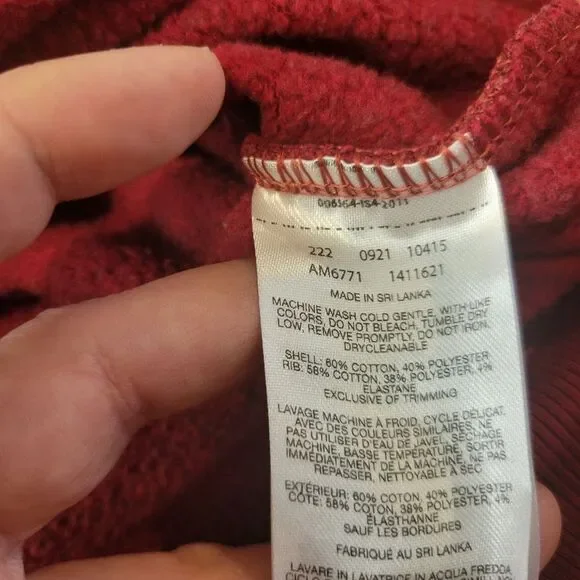 006364-IS4-2011
222 0921 10415
AM6771 1411621
MADE IN SRI LANKA
MACHINE WASH COLD GENTLE, WITH LIKE
COLORS, DO NOT BLEACH, TUMBLE DRY
LOW, REMOVE PROMPTLY, DO NOT IRON,
DRYCLEANABLE
SHELL: 60% COTTON, 40% POLYESTER
RIB: 58% COTTON, 38% POLYESTER, 4%
ELASTANE
EXCLUSIVE OF TRIMMING
LAVAGE MACHINE À FROID, CYCLE DÉLICAT,
AVEC DES COULEURS SIMILAIRES, NE
PAS UTILISER D'EAU DE JAVEL, SÉCHAGE
MACHINE, BASSE TEMPÉRATURE, SORTIR
IMMÉDIATEMENT DE LA MACHINE, NE PAS
REPASSER, NETTOYABLE À SEC
EXTÉRIEUR: 60% COTON, 40% POLYESTER
CÔTE: 58% COTON, 38% POLYESTER, 4%
ÉLASTHANNE
SAUF LES BORDURES
FABRIQUÉ AU SRI LANKA
LAVARE IN LAVATRICE IN ACQUA FREDDA